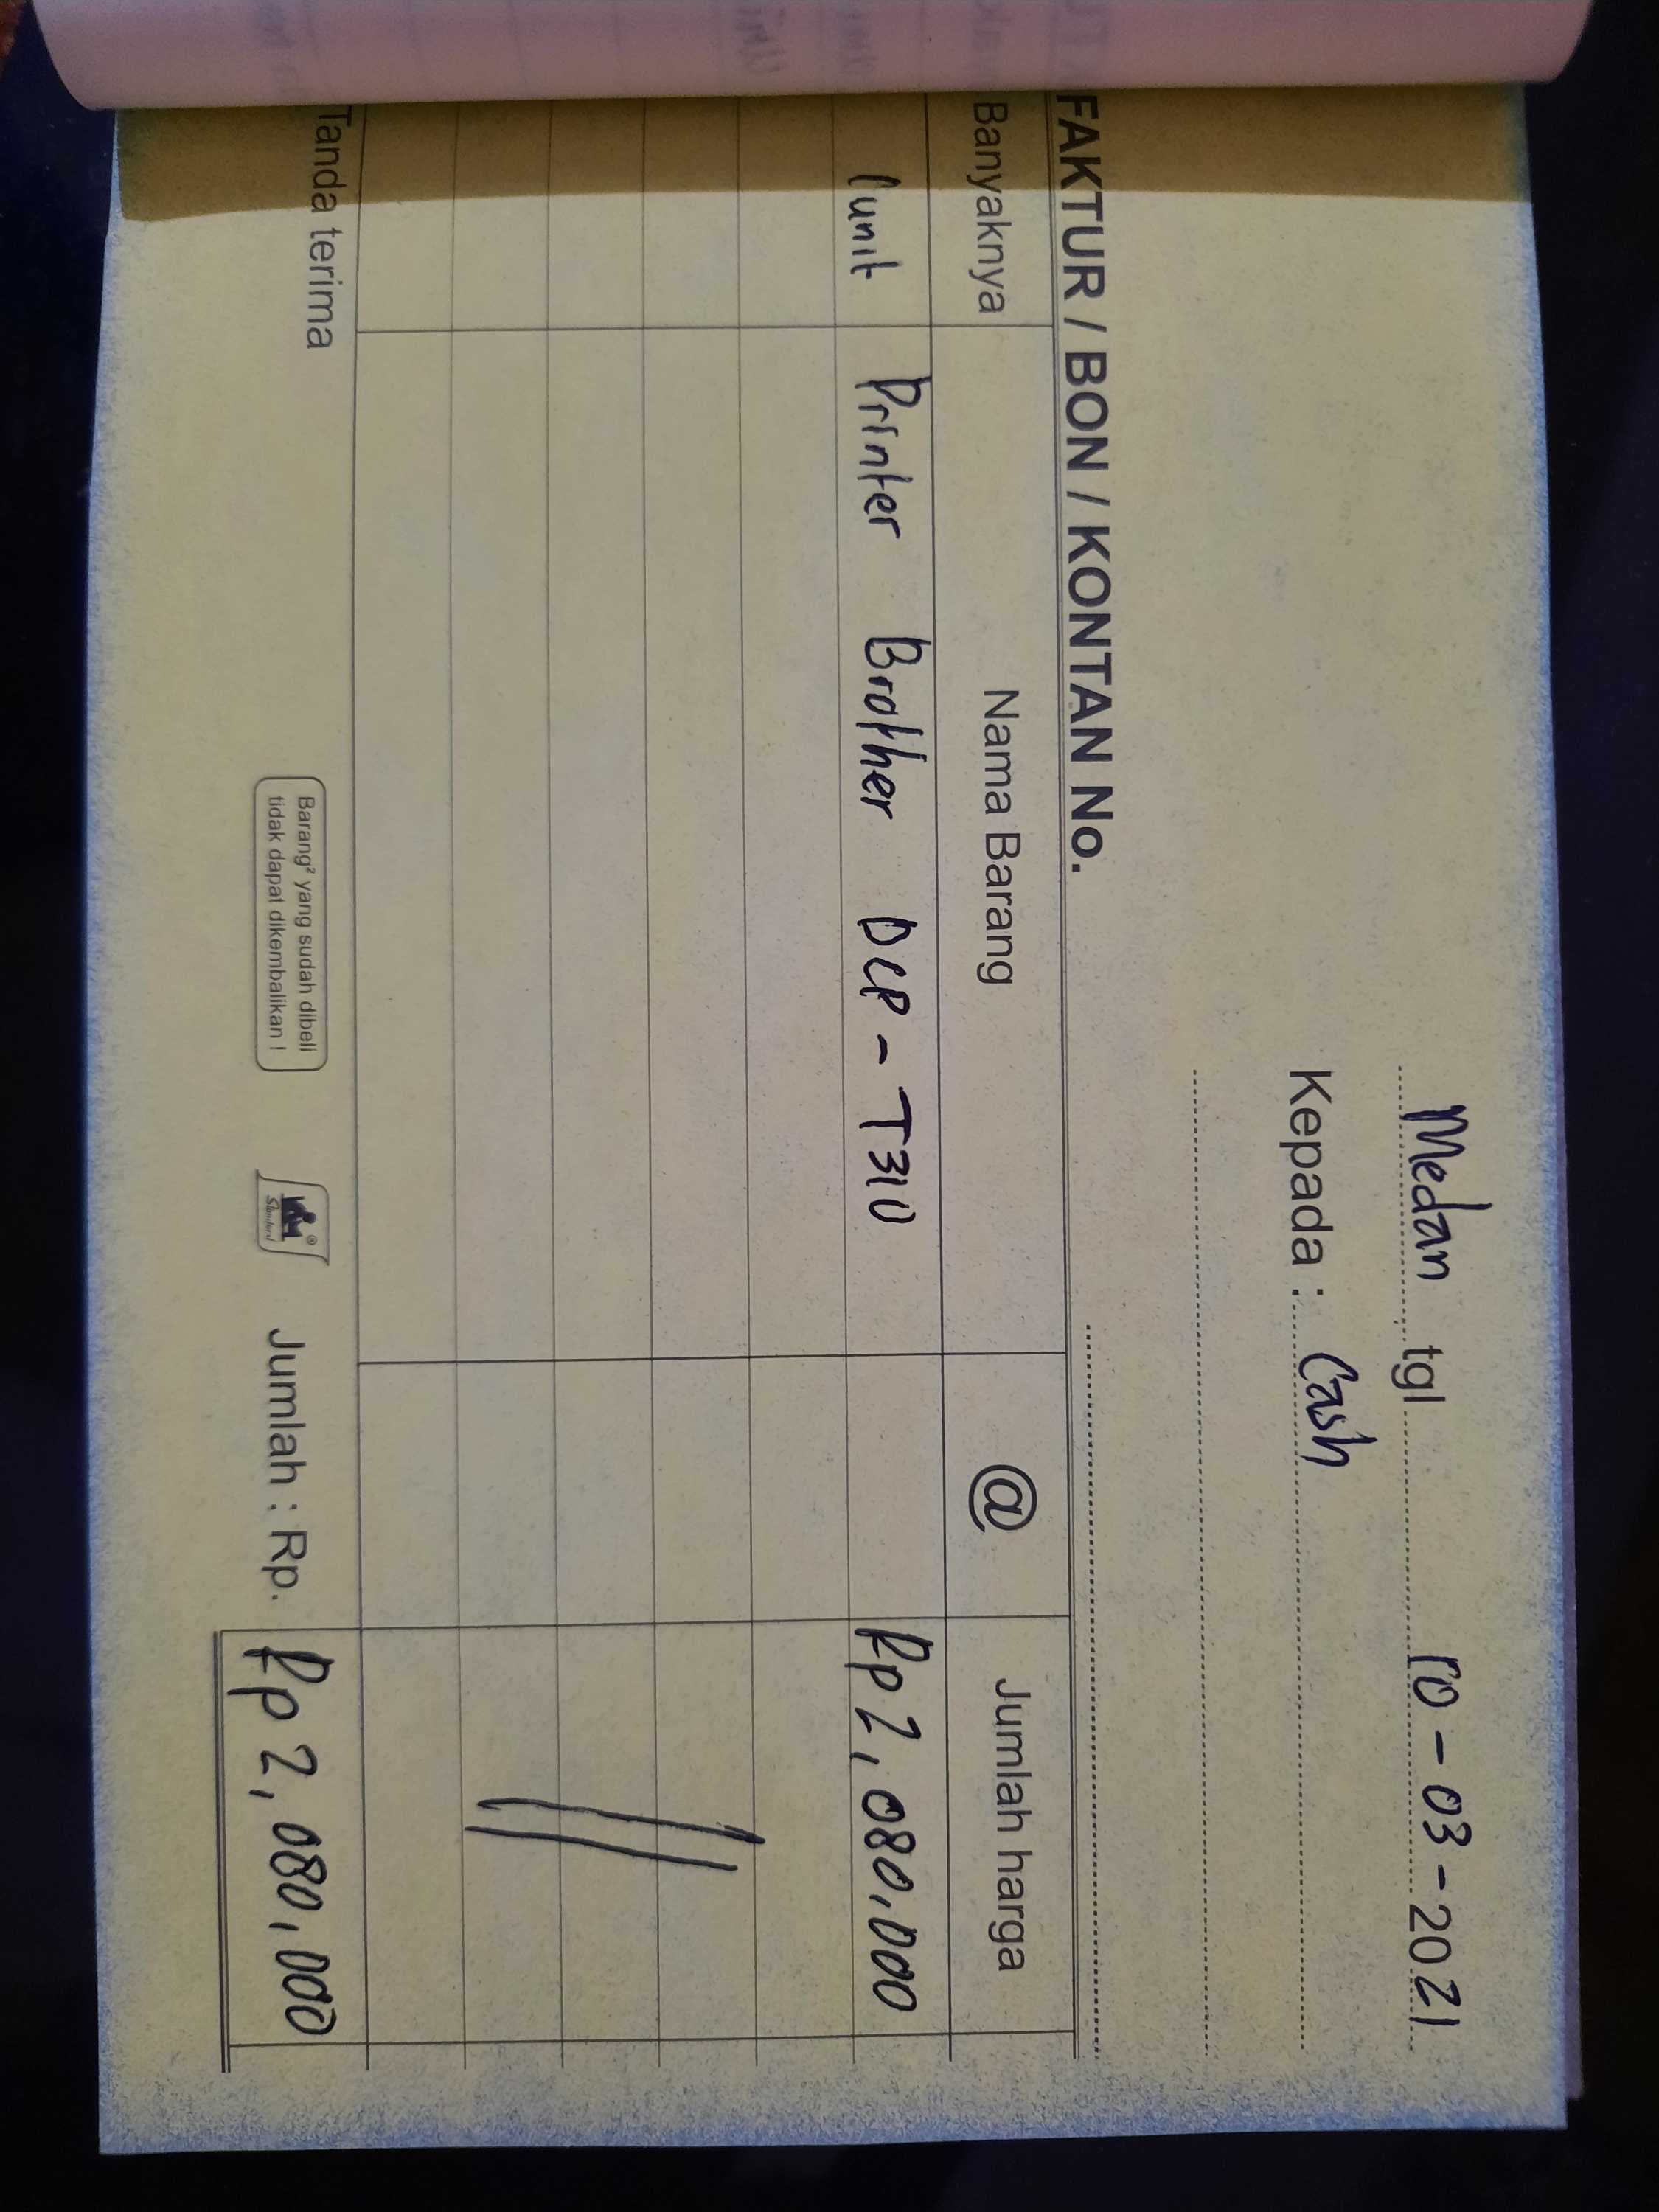 Medan tgl 10-03-2021
Kepada : Cash
FAKTUR / BON / KONTAN No.
Banyaknya Nama Barang @ Jumlah harga
1 unit Printer Brother DCP-T310 Rp 2,080,000
Tanda terima
Barang² yang sudah dibeli
tidak dapat dikembalikan !
Standard ®
Jumlah : Rp. Rp 2,080,000